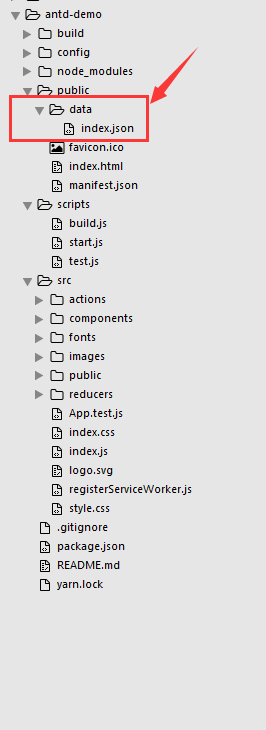 antd-demo
build
config
node_modules
public
data
index.json
favicon.ico
index.html
manifest.json
scripts
build.js
start.js
test.js
src
actions
components
fonts
images
public
reducers
App.test.js
index.css
index.js
logo.svg
registerServiceWorker.js
style.css
.gitignore
package.json
README.md
yarn.lock